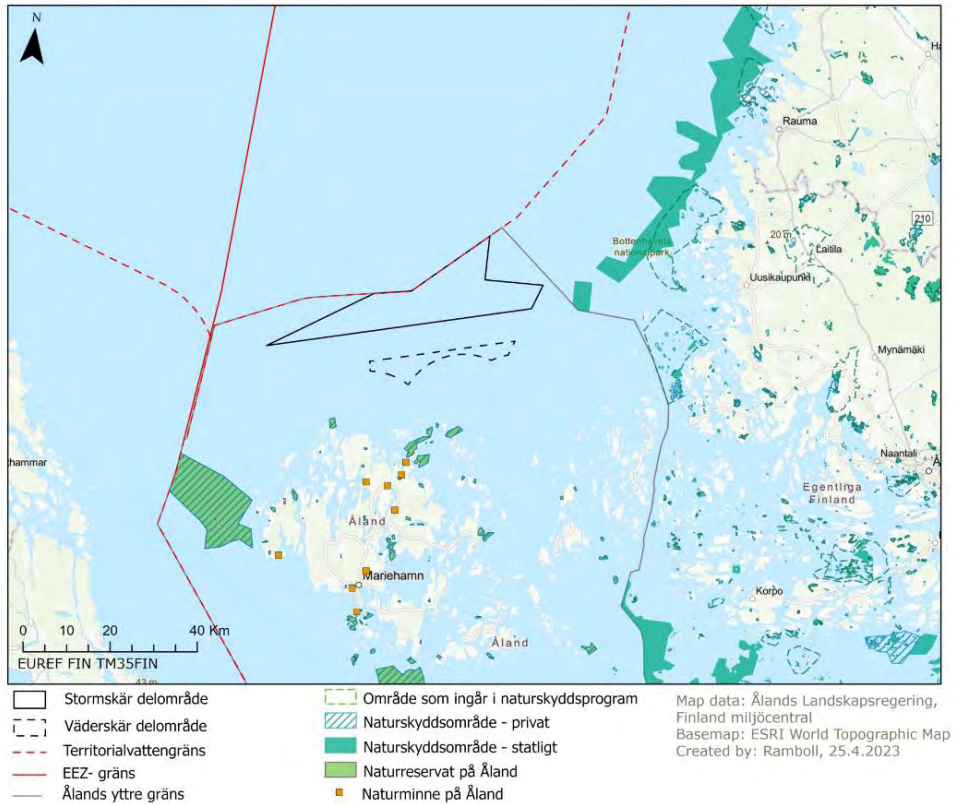 N
Ha
Rauma
210
Bottenhavets
nationalpark
20 m
Laitila
Uusikaupunki
Mynämäki
thammar
Naantali
Å
Egentliga
Finland
Åland
Mariehamn
Korpo
Åland
0 10 20 40 Km
EUREF FIN TM35FIN
43 m
Stormskär delområde
Väderskär delområde
Territorialvattengräns
EEZ- gräns
Ålands yttre gräns
Område som ingår i naturskyddsprogram
Naturskyddsområde - privat
Naturskyddsområde - statligt
Naturreservat på Åland
Naturminne på Åland
Map data: Ålands Landskapsregering,
Finland miljöcentral
Basemap: ESRI World Topographic Map
Created by: Ramboll, 25.4.2023